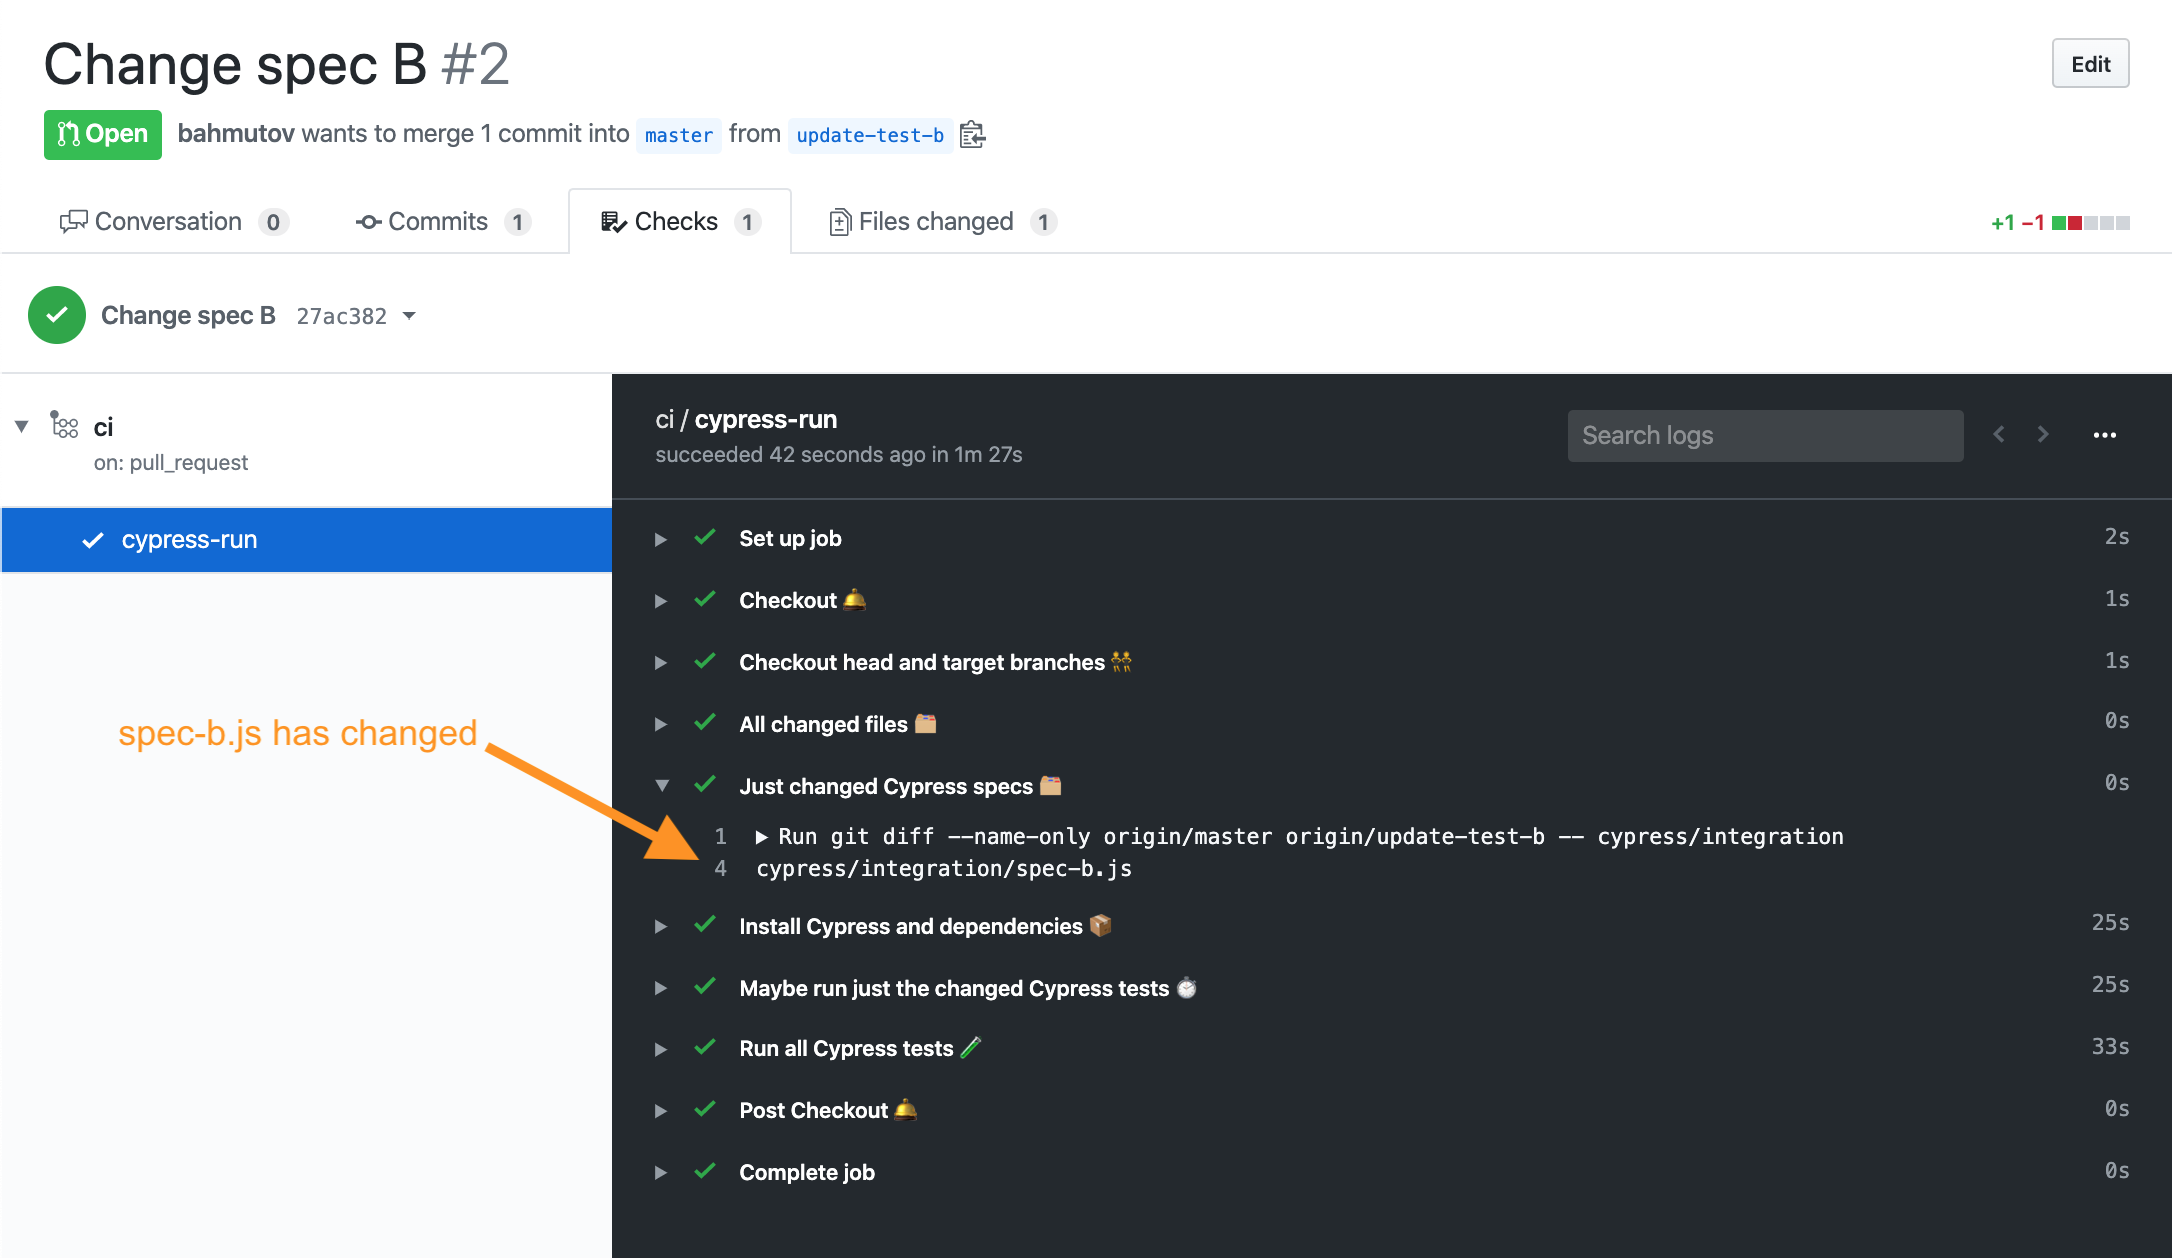 Change spec B #2
Edit
Open bahmutov wants to merge 1 commit into master from update-test-b
Conversation 0 Commits 1 Checks 1 Files changed 1 +1 −1
Change spec B 27ac382
ci
on: pull_request
cypress-run
spec-b.js has changed
ci / cypress-run
succeeded 42 seconds ago in 1m 27s
Search logs
Set up job 2s
Checkout 🛎 1s
Checkout head and target branches 👯 1s
All changed files 🗂 0s
Just changed Cypress specs 🗂 0s
1 ▶ Run git diff --name-only origin/master origin/update-test-b -- cypress/integration
4 cypress/integration/spec-b.js
Install Cypress and dependencies 📦 25s
Maybe run just the changed Cypress tests ⏱ 25s
Run all Cypress tests 🧪 33s
Post Checkout 🛎 0s
Complete job 0s